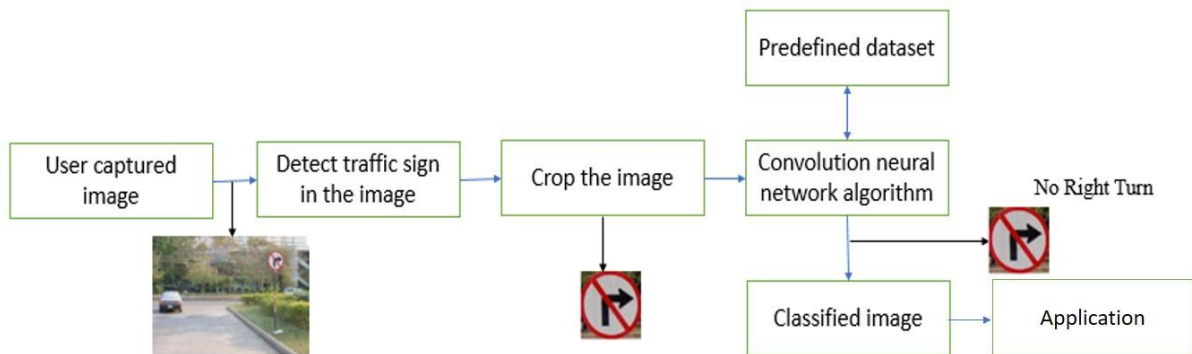 Predefined dataset
User captured
image
Detect traffic sign
in the image
Crop the image
Convolution neural
network algorithm
No Right Turn
Classified image
Application